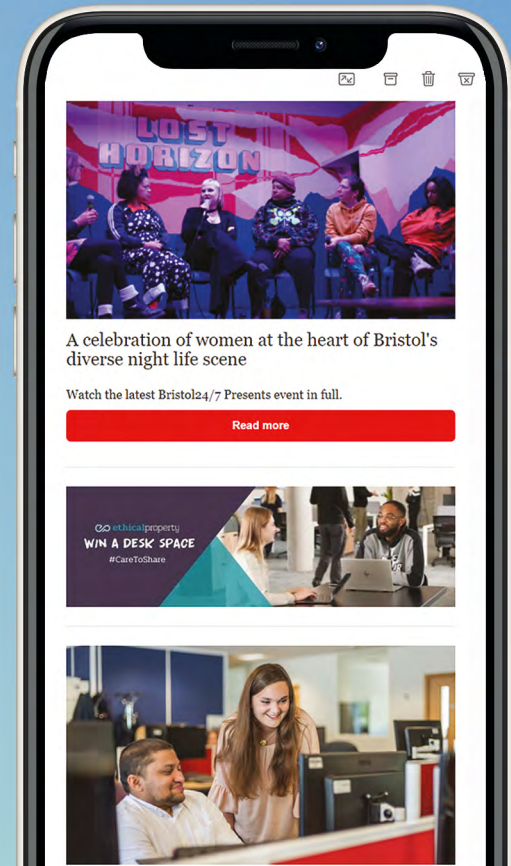 LOST
HORIZON
A celebration of women at the heart of Bristol's
diverse night life scene
Watch the latest Bristol24/7 Presents event in full.
Read more
ethicalproperty
WIN A DESK SPACE
#CareToShare